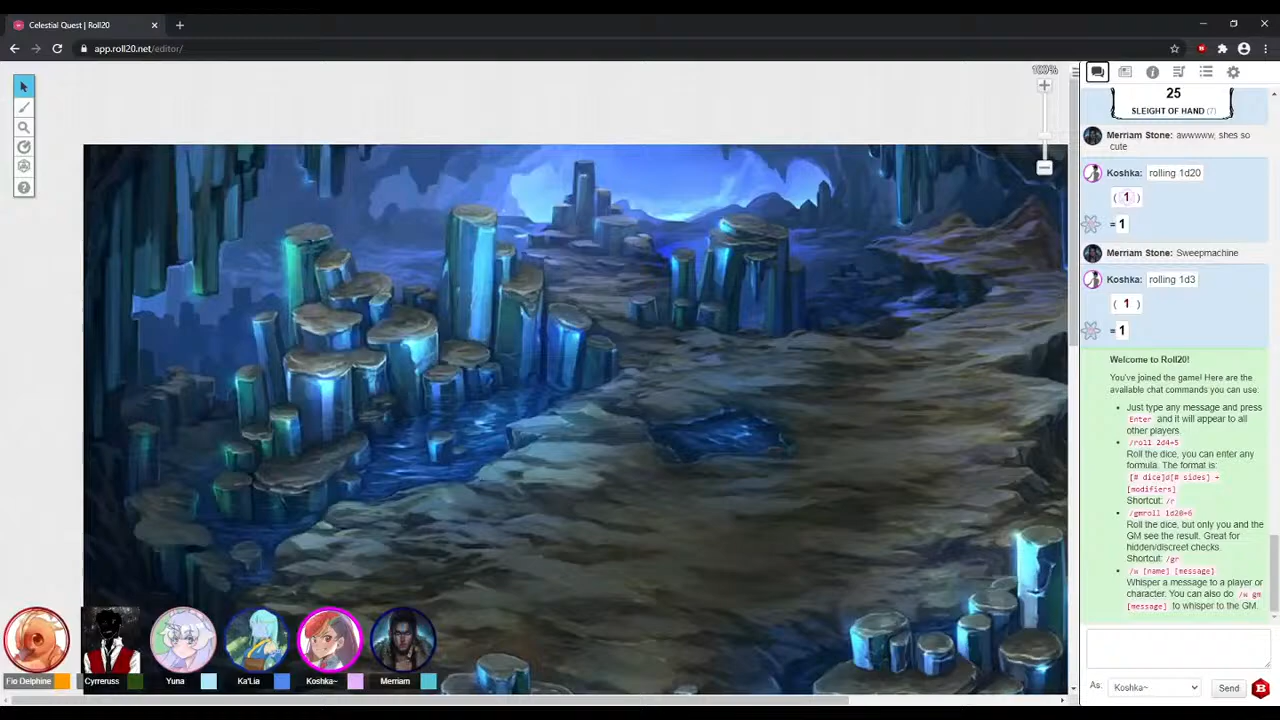 Celestial Quest | Roll20
app.roll20.net/editor/
100%
25
SLEIGHT OF HAND (7)
Merriam Stone: awwwww, shes so
cute
Koshka: rolling 1d20
( 1 )
= 1
Merriam Stone: Sweepmachine
Koshka: rolling 1d3
( 1 )
= 1
Welcome to Roll20!
You've joined the game! Here are the
available chat commands you can use:
Just type any message and press
Enter and it will appear to all
other players.
/roll 2d4+5
Roll the dice, you can enter any
formula. The format is:
[# dice]d[# sides] +
[modifiers]
Shortcut: /r
/gmroll 1d20+6
Roll the dice, but only you and the
GM see the result. Great for
hidden/discreet checks.
Shortcut: /gr
/w [name] [message]
Whisper a message to a player or
character. You can also do /w gm
[message] to whisper to the GM.
Fio Delphine
Cyrreruss
Yuna
Ka'Lia
Koshka~
Merriam
As:
Koshka~
Send